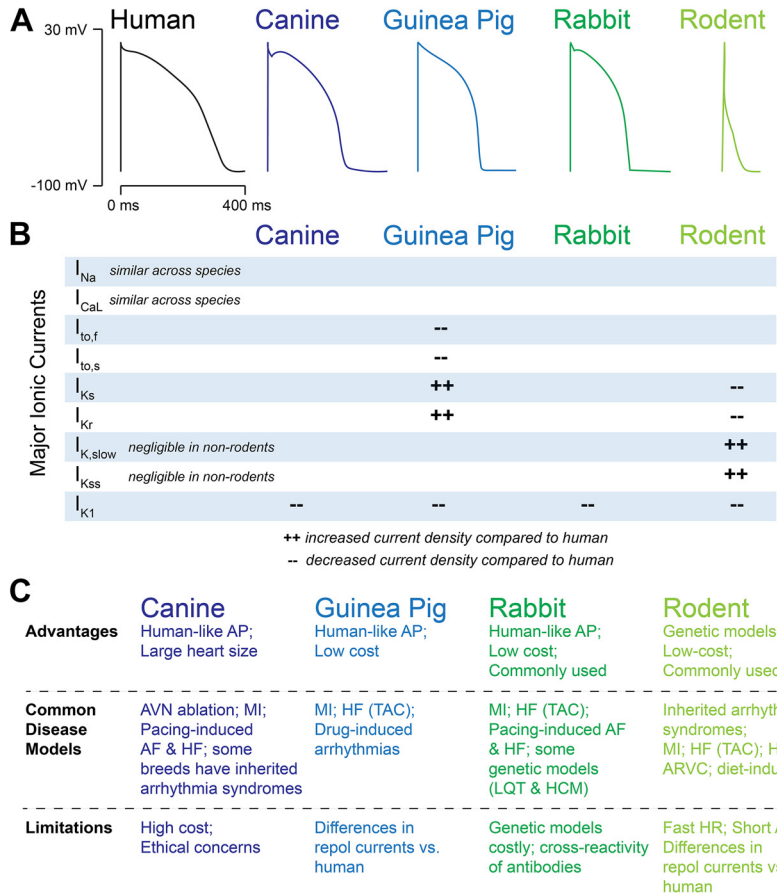 A
Human Canine Guinea Pig Rabbit Rodent
30 mV
-100 mV
0 ms 400 ms
B
Canine Guinea Pig Rabbit Rodent
Major Ionic Currents
INa similar across species
ICaL similar across species
Ito,f --
Ito,s --
IKs ++ --
IKr ++ --
IK,slow negligible in non-rodents ++
IKss negligible in non-rodents ++
IK1 -- -- -- --
++ increased current density compared to human
-- decreased current density compared to human
C
Canine Guinea Pig Rabbit Rodent
Advantages Human-like AP; Human-like AP; Human-like AP; Genetic models
Large heart size Low cost Low cost; Low-cost;
Commonly used Commonly used
Common AVN ablation; MI; MI; HF (TAC); MI; HF (TAC); Inherited arrhyth
Disease Pacing-induced Drug-induced Pacing-induced AF syndromes;
Models AF & HF; some arrhythmias & HF; some MI; HF (TAC); H
breeds have inherited genetic models ARVC; diet-indu
arrhythmia syndromes (LQT & HCM)
Limitations High cost; Differences in Genetic models Fast HR; Short A
Ethical concerns repol currents vs. costly; cross-reactivity Differences in
human of antibodies repol currents vs
human